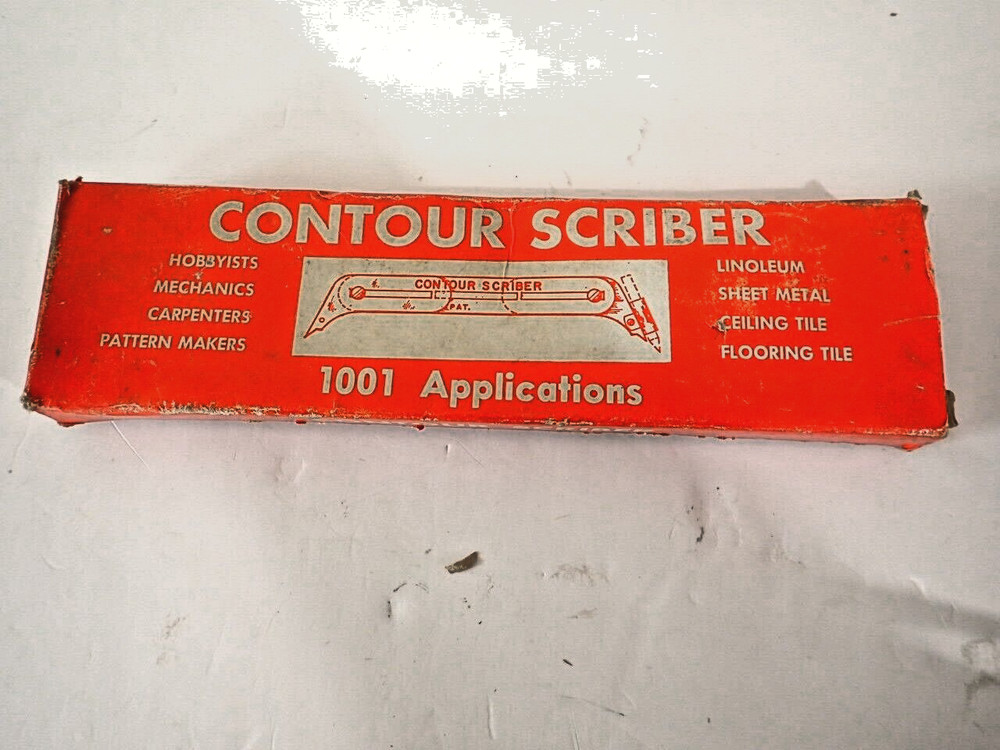 CONTOUR SCRIBER
HOBBYISTS
MECHANICS
CARPENTERS
PATTERN MAKERS
CONTOUR SCRIBER
PAT.
LINOLEUM
SHEET METAL
CEILING TILE
FLOORING TILE
1001 Applications